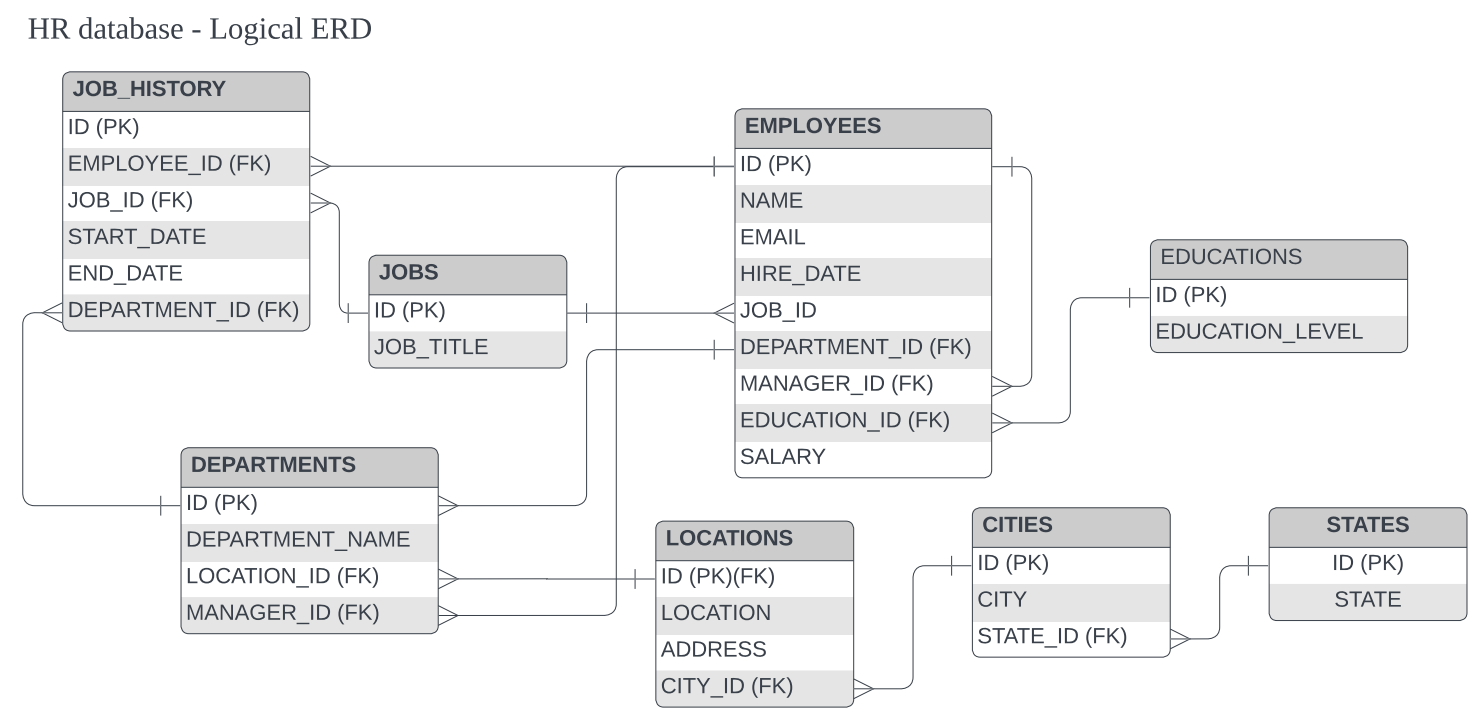 HR database - Logical ERD
JOB_HISTORY
ID (PK)
EMPLOYEE_ID (FK)
JOB_ID (FK)
START_DATE
END_DATE
DEPARTMENT_ID (FK)
JOBS
ID (PK)
JOB_TITLE
EMPLOYEES
ID (PK)
NAME
EMAIL
HIRE_DATE
JOB_ID
DEPARTMENT_ID (FK)
MANAGER_ID (FK)
EDUCATION_ID (FK)
SALARY
EDUCATIONS
ID (PK)
EDUCATION_LEVEL
DEPARTMENTS
ID (PK)
DEPARTMENT_NAME
LOCATION_ID (FK)
MANAGER_ID (FK)
LOCATIONS
ID (PK)(FK)
LOCATION
ADDRESS
CITY_ID (FK)
CITIES
ID (PK)
CITY
STATE_ID (FK)
STATES
ID (PK)
STATE